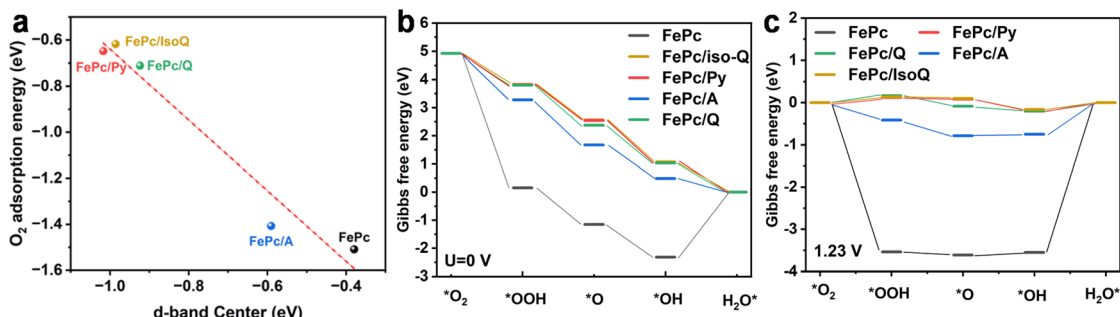 a
O₂ adsorption energy (eV)
−0.6
−0.8
−1.0
−1.2
−1.4
−1.6
FePc/IsoQ
FePc/Py
FePc/Q
FePc/A
FePc
−1.0
−0.8
−0.6
−0.4
d-band Center (eV)
b
Gibbs free energy (eV)
6
5
4
3
2
1
0
-1
-2
-3
FePc
FePc/iso-Q
FePc/Py
FePc/A
FePc/Q
U=0 V
*O₂
*OOH
*O
*OH
H₂O*
c
Gibbs free energy (eV)
2
1
0
-1
-2
-3
-4
FePc
FePc/Py
FePc/Q
FePc/A
FePc/IsoQ
1.23 V
*O₂
*OOH
*O
*OH
H₂O*